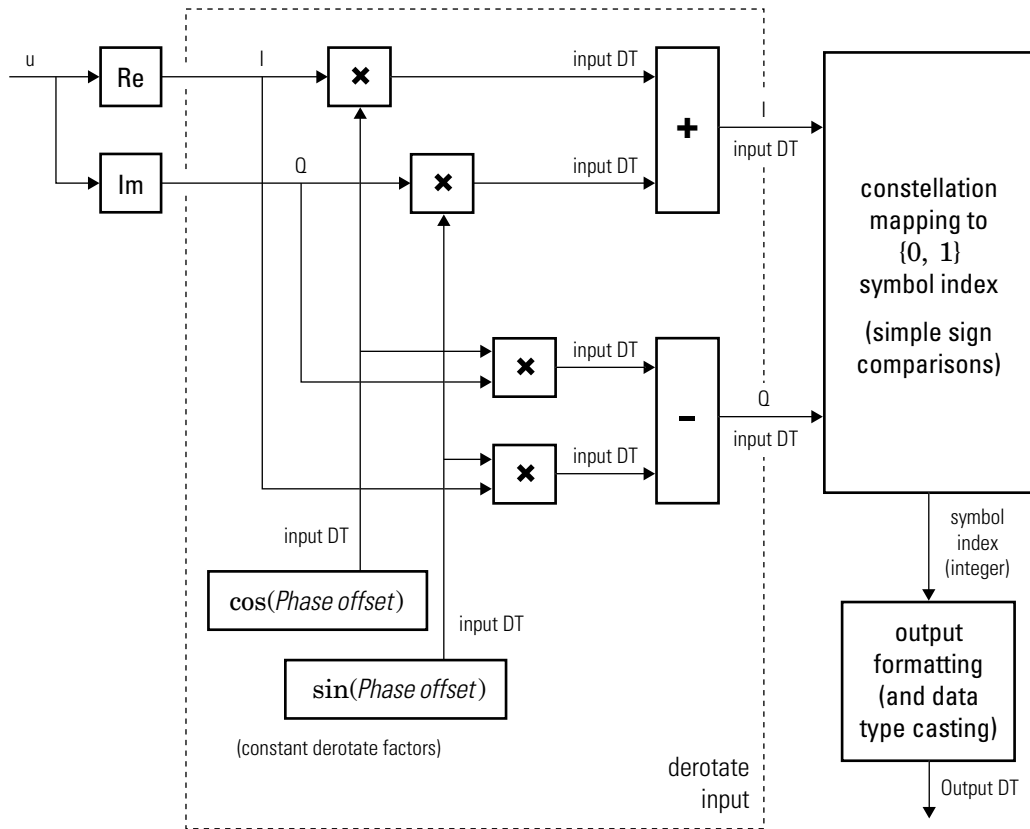 u
Re
I
×
input DT
+
I
input DT
Im
Q
×
input DT
constellation
mapping to
{0, 1}
symbol index
(simple sign
comparisons)
×
input DT
−
Q
input DT
×
input DT
input DT
cos(Phase offset)
input DT
sin(Phase offset)
(constant derotate factors)
derotate
input
symbol
index
(integer)
output
formatting
(and data
type casting)
Output DT